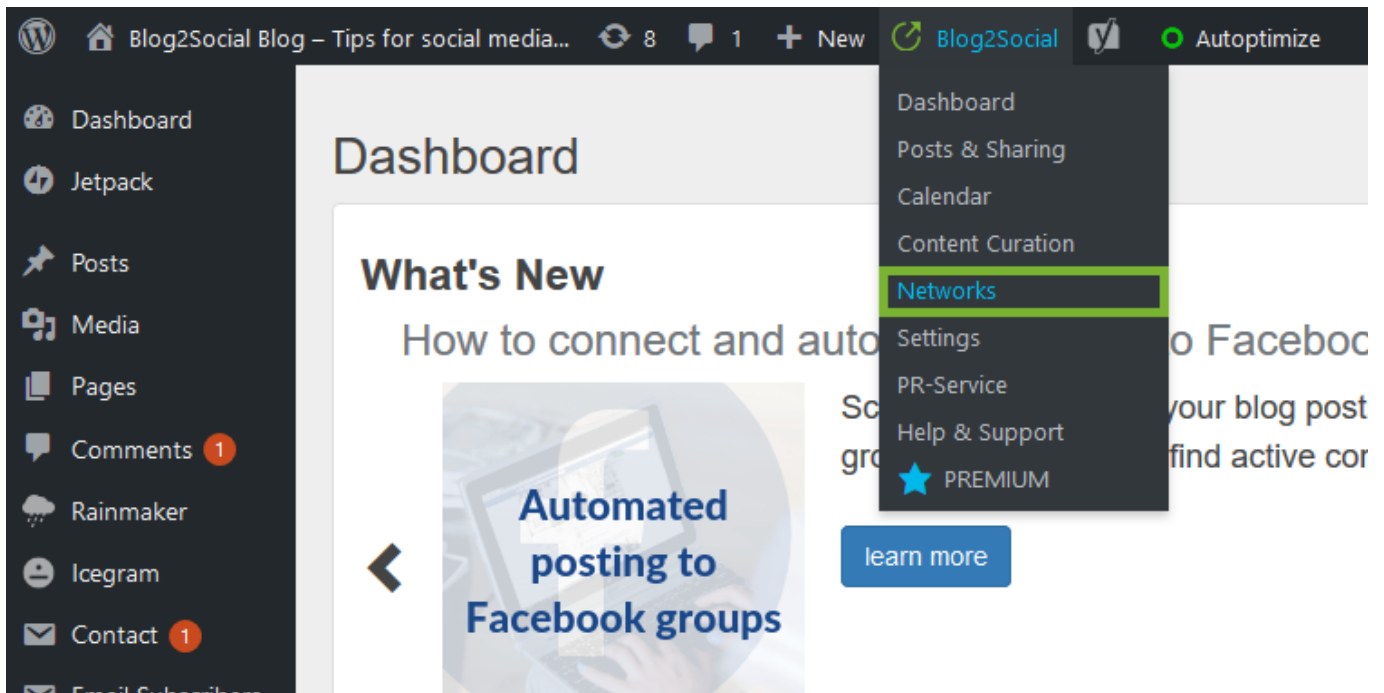 Blog2Social Blog – Tips for social media... 8 1 + New Blog2Social Autoptimize
Dashboard
Jetpack
Posts
Media
Pages
Comments 1
Rainmaker
Icegram
Contact 1
Email Subscribers
Dashboard
Posts & Sharing
Calendar
Content Curation
Networks
Settings
PR-Service
Help & Support
PREMIUM
Dashboard
What's New
How to connect and auto o Faceboo
Sc your blog post
gro find active cor
Automated
posting to
Facebook groups
learn more